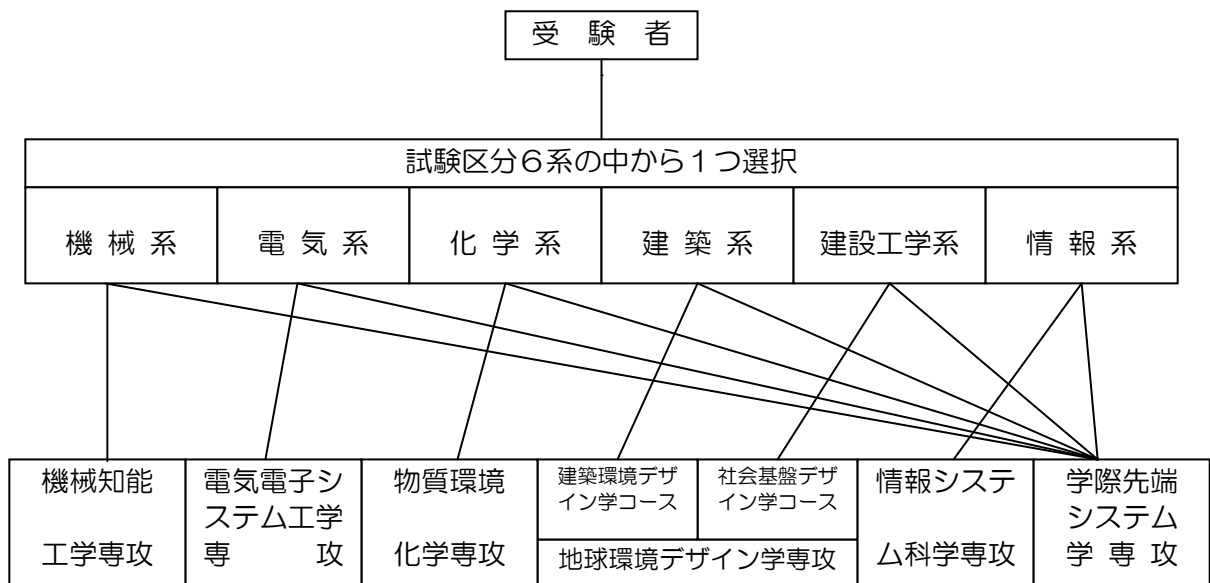 受　験　者
試験区分６系の中から１つ選択
機 械 系
電 気 系
化 学 系
建 築 系
建設工学系
情 報 系
機械知能
工学専攻
電気電子シ
ステム工学
専　　　攻
物質環境
化学専攻
建築環境デザ
イン学コース
社会基盤デザ
イン学コース
地球環境デザイン学専攻
情報システ
ム科学専攻
学際先端
システム
学 専 攻